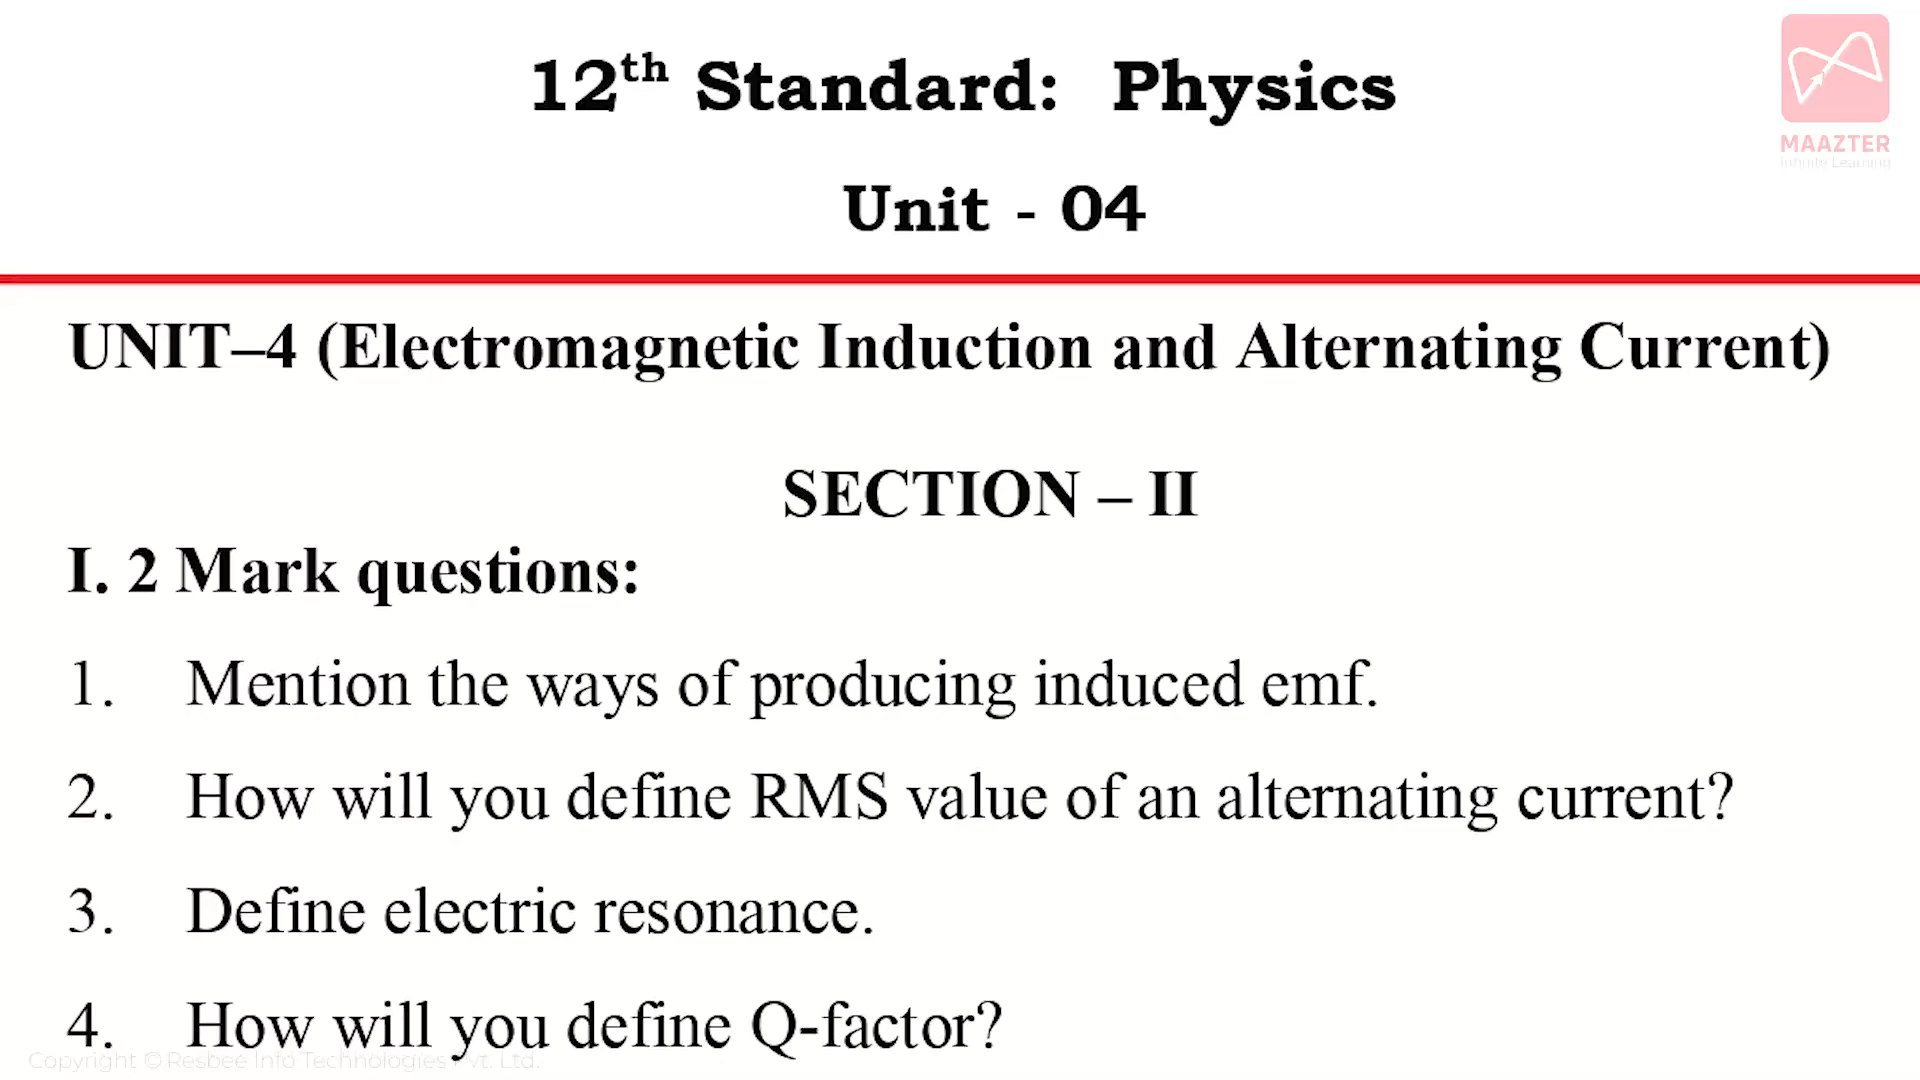 12th Standard: Physics
MAAZTER
Infinite Learning
Unit - 04
UNIT–4 (Electromagnetic Induction and Alternating Current)
SECTION – II
I. 2 Mark questions:
1. Mention the ways of producing induced emf.
2. How will you define RMS value of an alternating current?
3. Define electric resonance.
4. How will you define Q-factor?
Copyright © Resbee Info Technologies Pvt. Ltd.